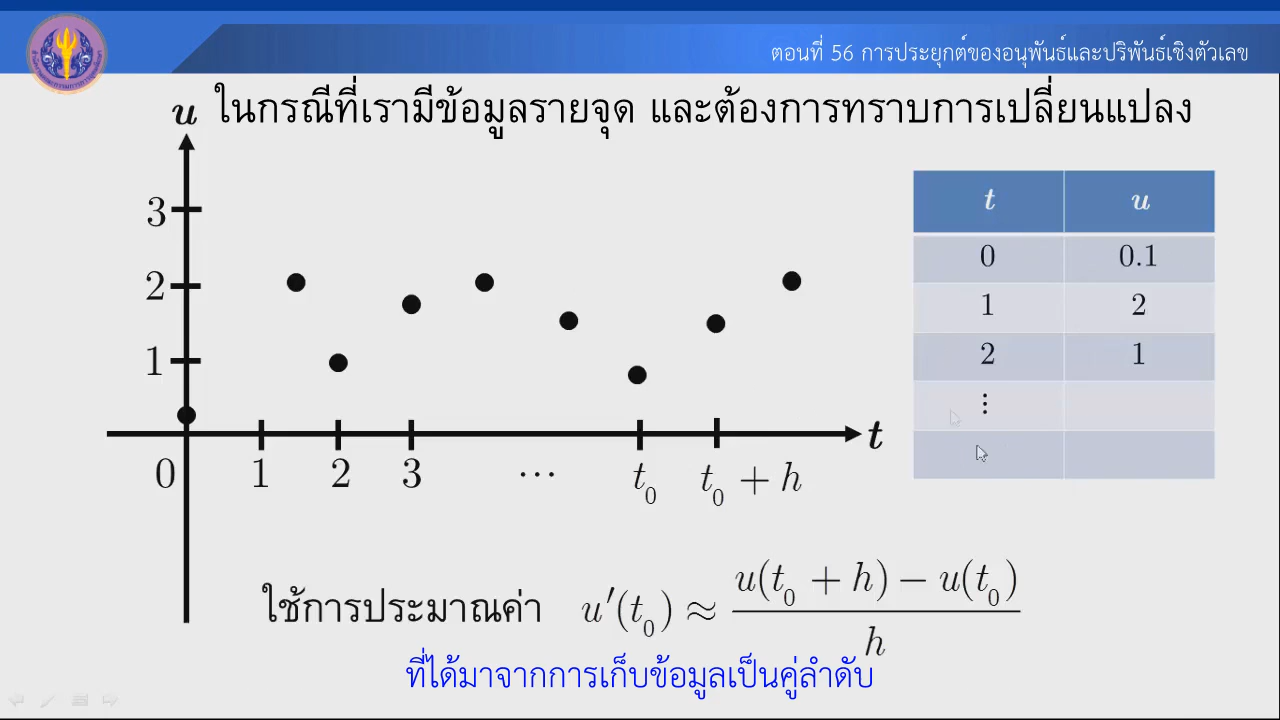 ตอนที่ 56 การประยุกต์ของอนุพันธ์และปริพันธ์เชิงตัวเลข
ในกรณีที่เรามีข้อมูลรายจุด และต้องการทราบการเปลี่ยนแปลง
u
3
2
1
0 1 2 3 ⋯ t₀ t₀ + h
t
t u
0 0.1
1 2
2 1
⋮
ใช้การประมาณค่า u′(t₀) ≈ (u(t₀ + h) − u(t₀)) / h
ที่ได้มาจากการเก็บข้อมูลเป็นคู่ลำดับ